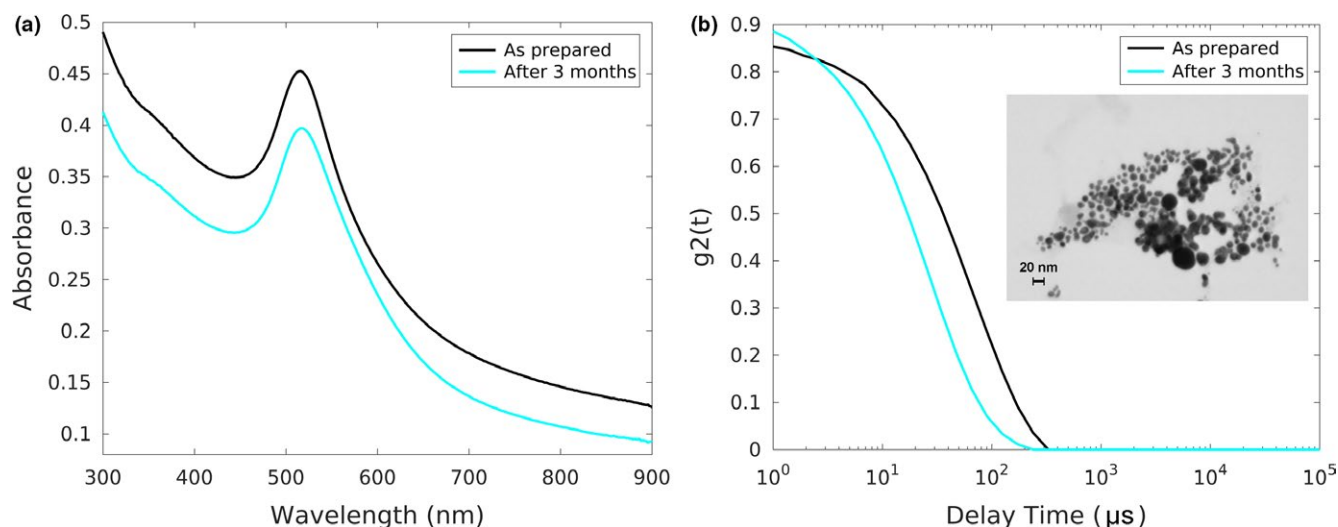 (a)
0.5
0.45
0.4
0.35
0.3
0.25
0.2
0.15
0.1
Absorbance
As prepared
After 3 months
300 400 500 600 700 800 900
Wavelength (nm)
(b)
0.9
0.8
0.7
0.6
0.5
0.4
0.3
0.2
0.1
0
g2(t)
As prepared
After 3 months
20 nm
10⁰ 10¹ 10² 10³ 10⁴ 10⁵
Delay Time (μs)